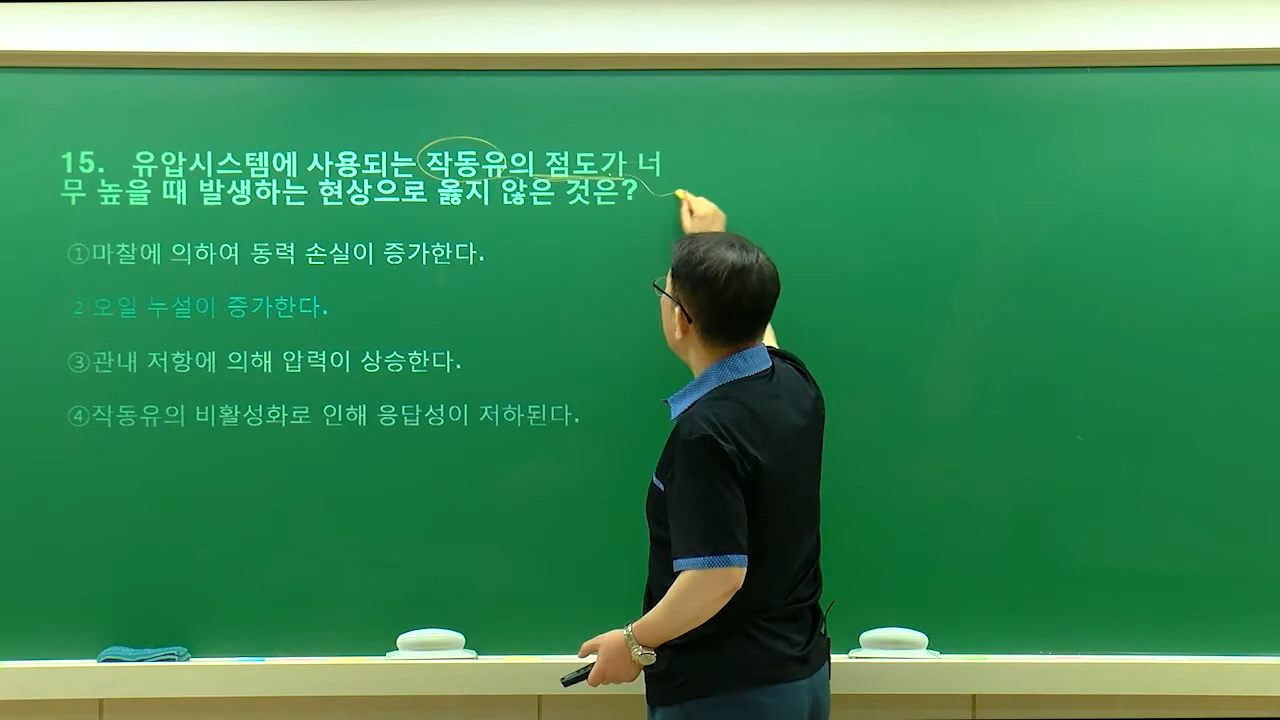 15. 유압시스템에 사용되는 작동유의 점도가 너
무 높을 때 발생하는 현상으로 옳지 않은 것은?
①마찰에 의하여 동력 손실이 증가한다.
2 오일 누설이 증가한다.
③관내 저항에 의해 압력이 상승한다.
④작동유의 비활성화로 인해 응답성이 저하된다.